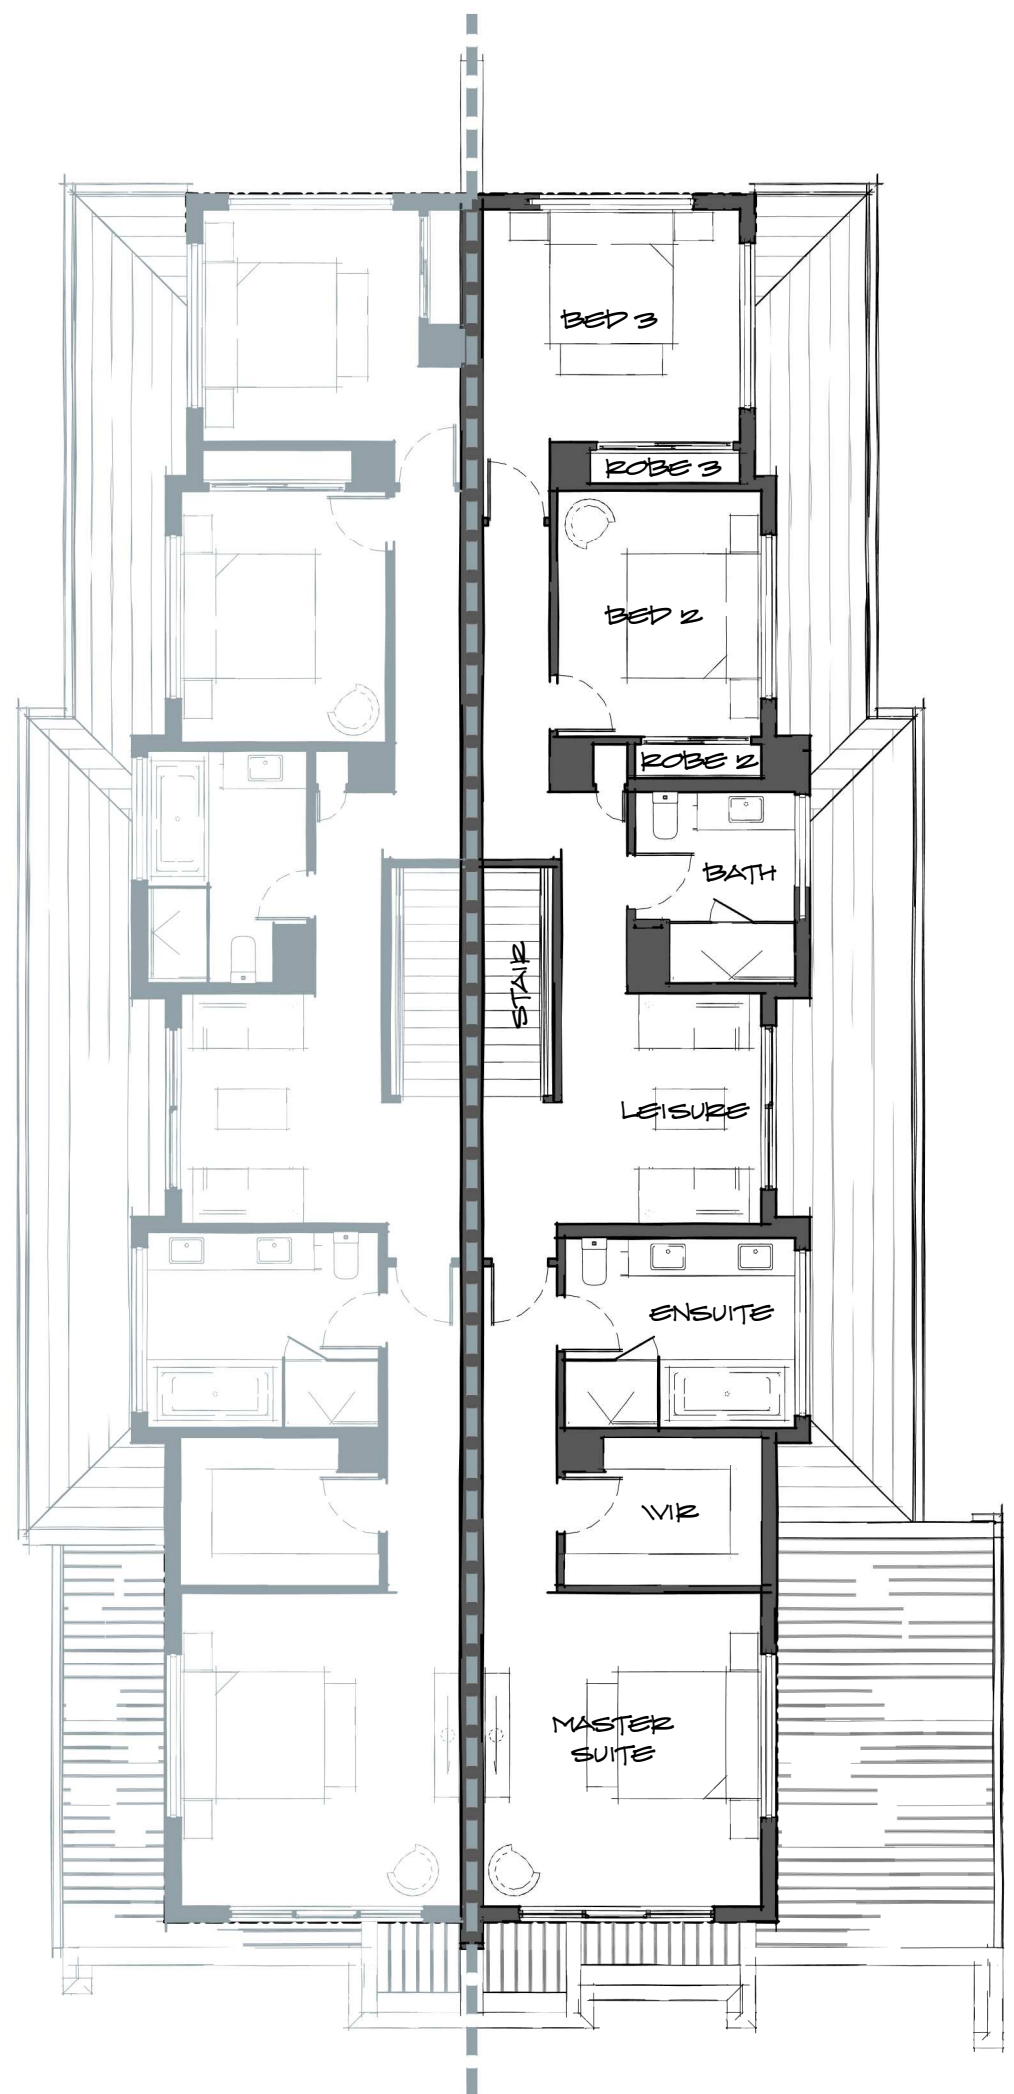 BED 3
ROBE 3
BED 2
ROBE 2
BATH
STAIR
LEISURE
ENSUITE
WIR
MASTER
SUITE